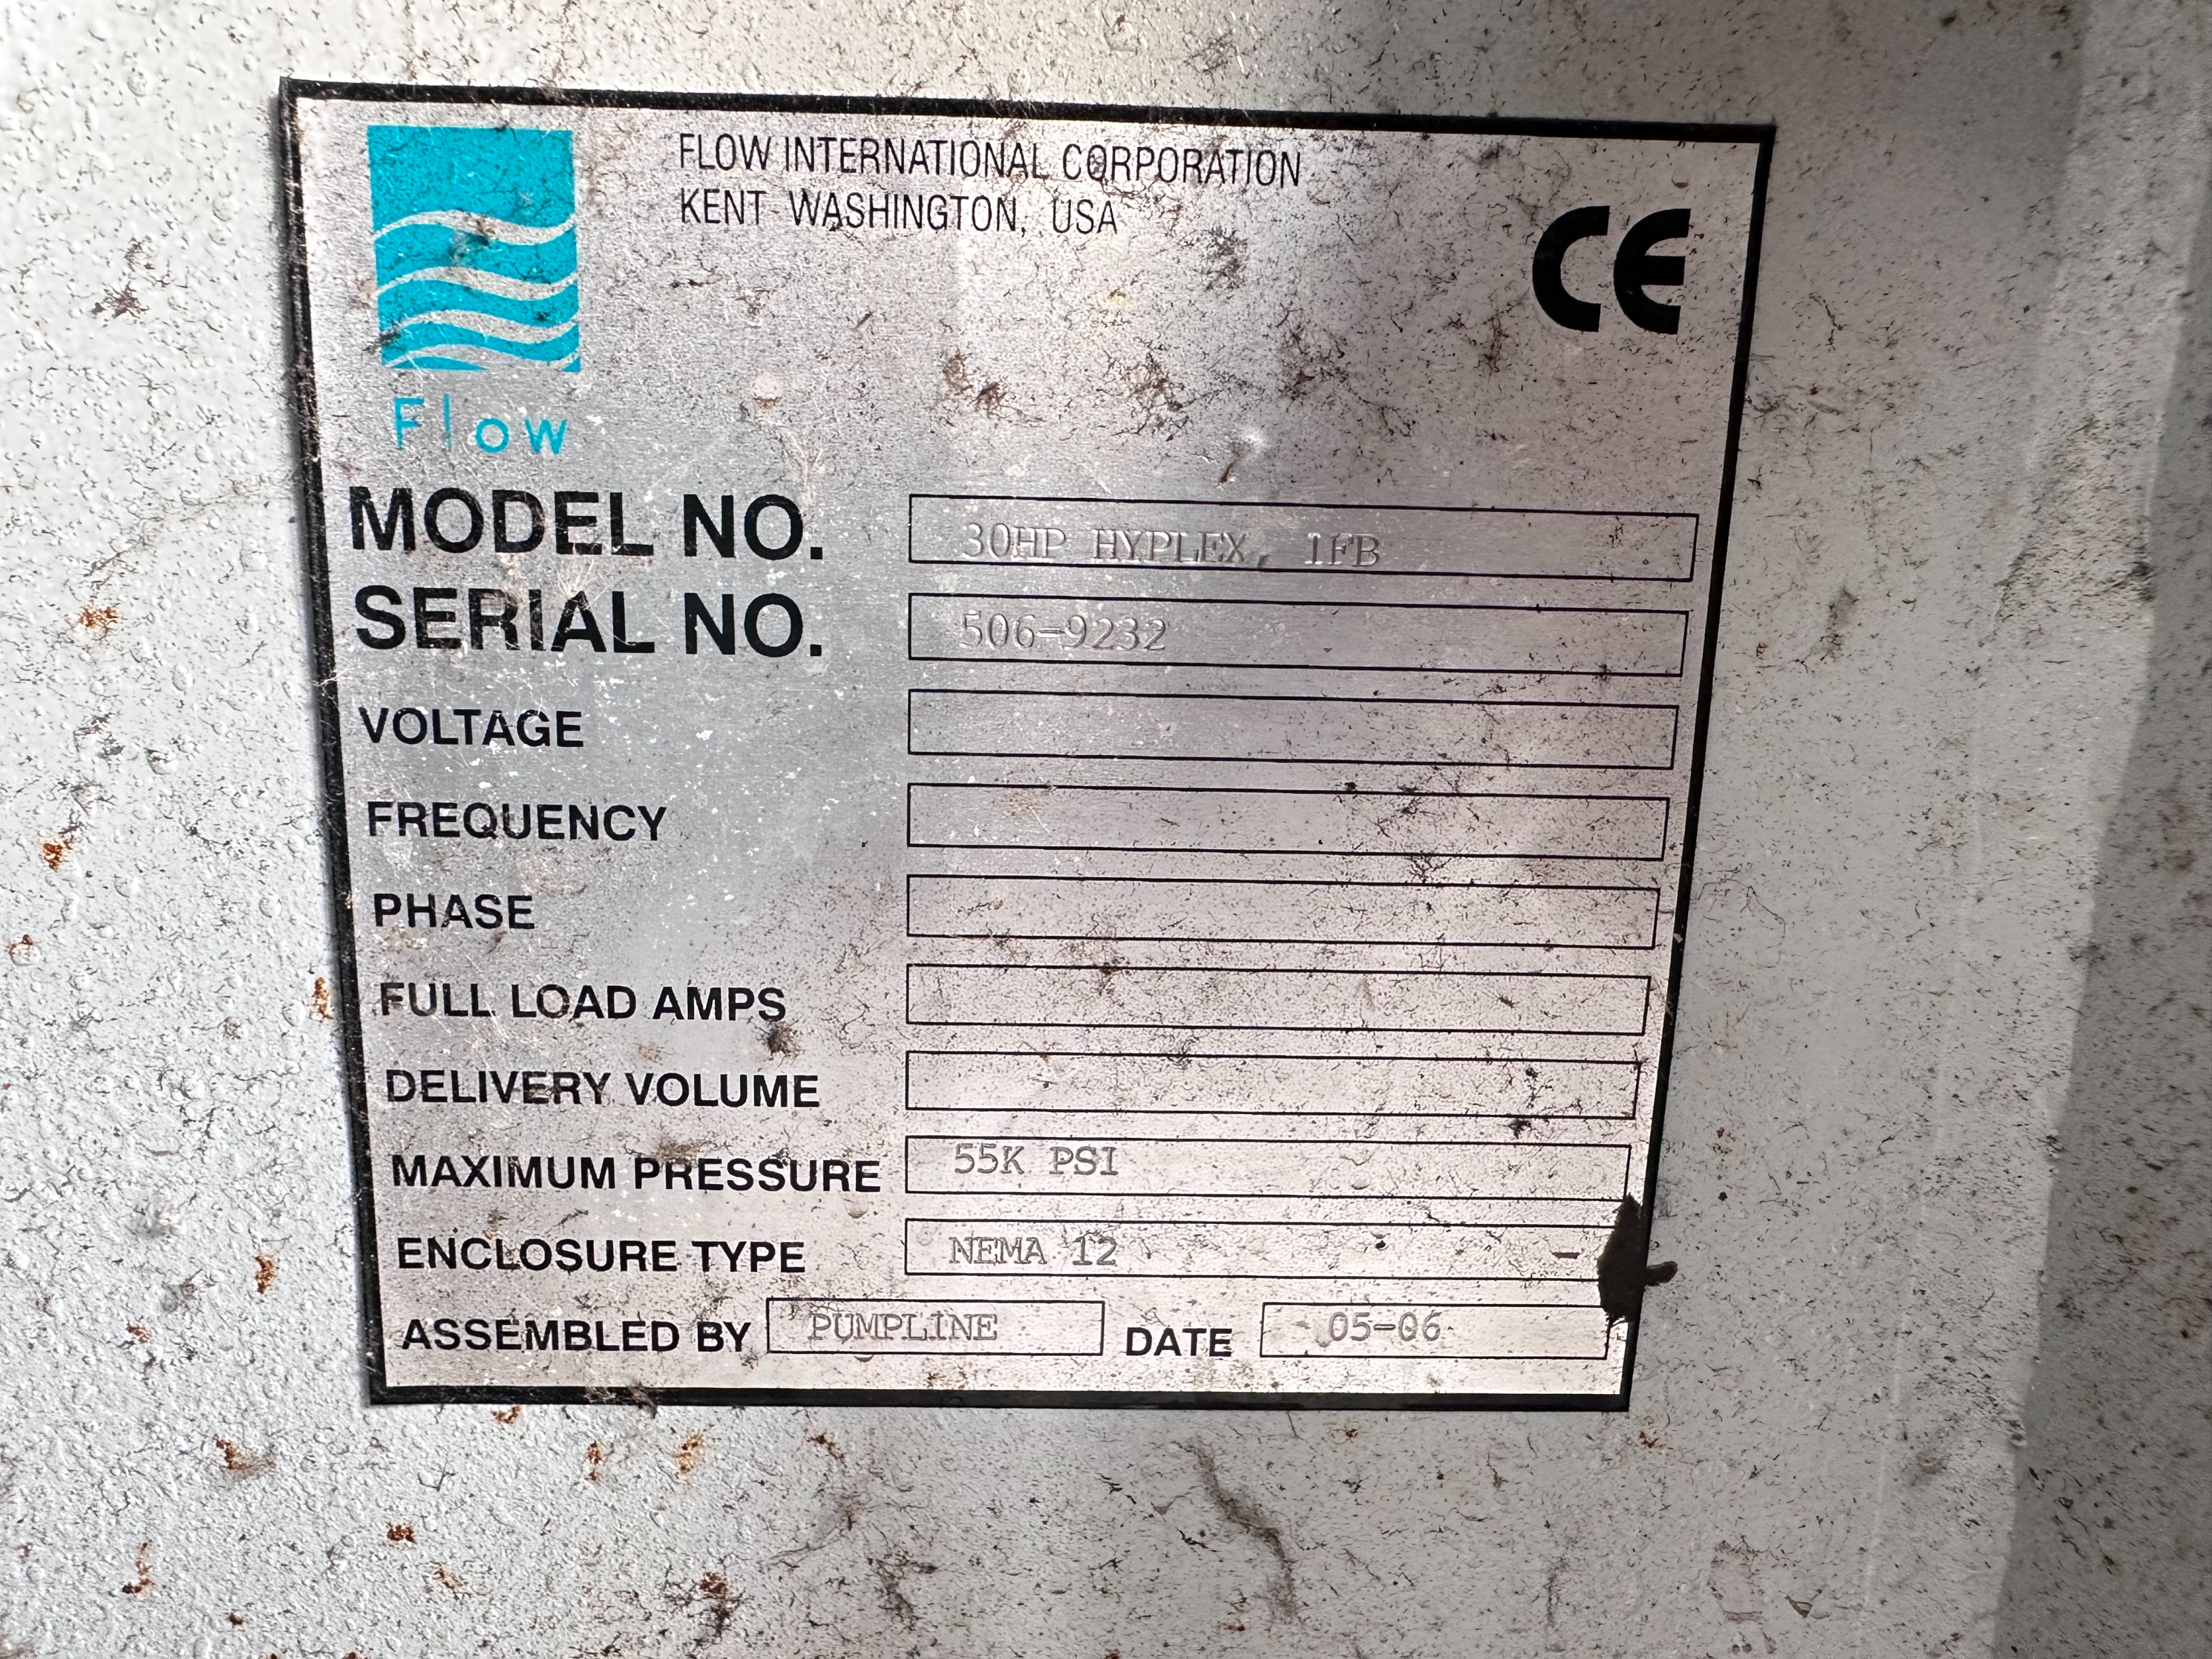 FLOW INTERNATIONAL CORPORATION
KENT WASHINGTON, USA
CE
Flow
MODEL NO. 30HP HYPLEX, 1FB
SERIAL NO. 506-9232
VOLTAGE
FREQUENCY
PHASE
FULL LOAD AMPS
DELIVERY VOLUME
MAXIMUM PRESSURE 55K PSI
ENCLOSURE TYPE NEMA 12
ASSEMBLED BY PUMPLINE DATE 05-06